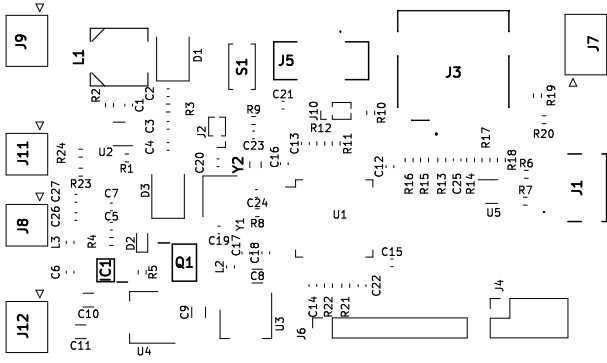 J9
L1
D1
S1
J5
J3
J7
R2
C1
C2
R3
C3
C4
J2
R9
C21
J10
R12
R10
R11
R19
R20
J11
R24
U2
R1
C20
Y2
C23
C16
C13
C12
R17
R18
R16
R15
R13
C25
R14
R6
R7
J1
U5
R23
C27
C26
C7
C5
D3
C24
R8
Y1
C19
U1
J8
L3
R4
D2
C17
C18
C15
C6
IC1
R5
Q1
L2
C8
J4
J12
C10
C11
U4
C9
U3
J6
C14
R22
R21
C22